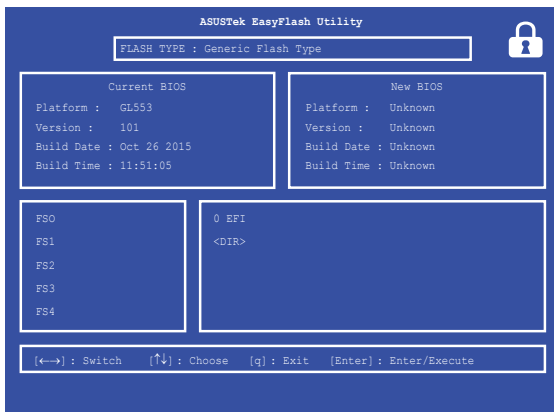 ASUSTek EasyFlash Utility
FLASH TYPE : Generic Flash Type
Current BIOS
Platform : GL553
Version : 101
Build Date : Oct 26 2015
Build Time : 11:51:05
New BIOS
Platform : Unknown
Version : Unknown
Build Date : Unknown
Build Time : Unknown
FSO
FS1
FS2
FS3
FS4
0 EFI
<DIR>
[←→] : Switch [↑↓] : Choose [q] : Exit [Enter] : Enter/Execute